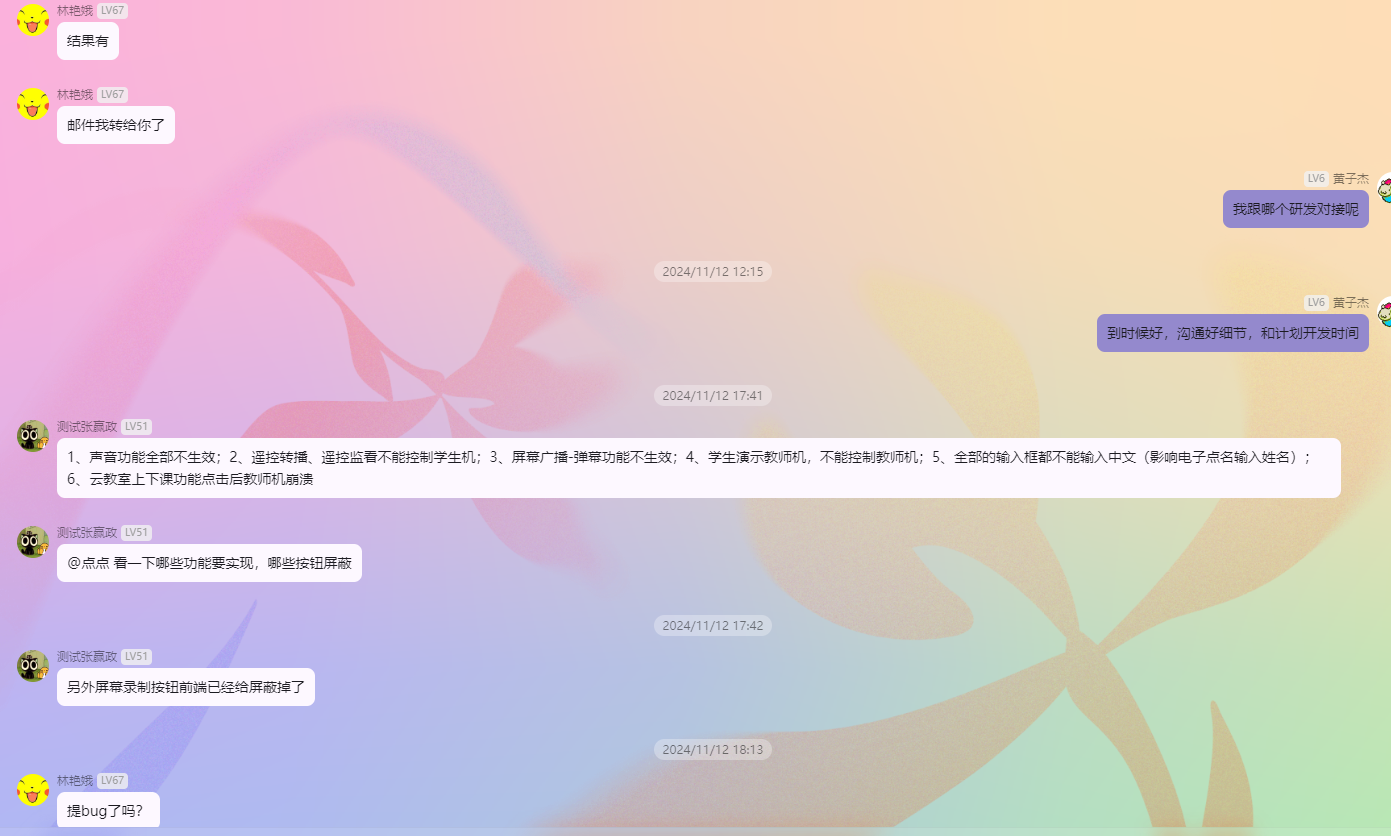 林艳娥 LV67
结果有
林艳娥 LV67
邮件我转给你了
LV6 黄子杰
我跟哪个研发对接呢
2024/11/12 12:15
LV6 黄子杰
到时候好，沟通好细节，和计划开发时间
2024/11/12 17:41
测试张嬴政 LV51
1、声音功能全部不生效；2、遥控转播、遥控监看不能控制学生机；3、屏幕广播-弹幕功能不生效；4、学生演示教师机，不能控制教师机；5、全部的输入框都不能输入中文（影响电子点名输入姓名）；
6、云教室上下课功能点击后教师机崩溃
测试张嬴政 LV51
@点点 看一下哪些功能要实现，哪些按钮屏蔽
2024/11/12 17:42
测试张嬴政 LV51
另外屏幕录制按钮前端已经给屏蔽掉了
2024/11/12 18:13
林艳娥 LV67
提bug了吗？